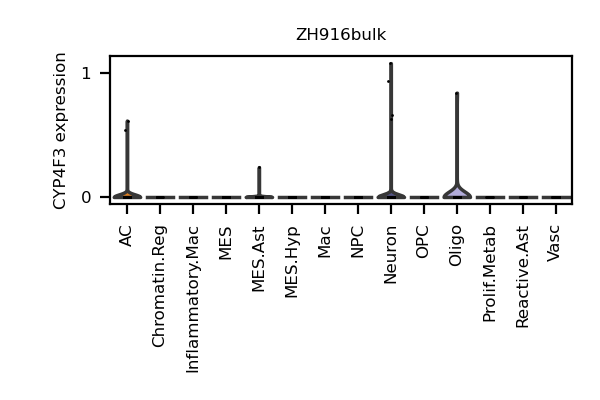 ZH916bulk
CYP4F3 expression
1
0
AC
Chromatin.Reg
Inflammatory.Mac
MES
MES.Ast
MES.Hyp
Mac
NPC
Neuron
OPC
Oligo
Prolif.Metab
Reactive.Ast
Vasc